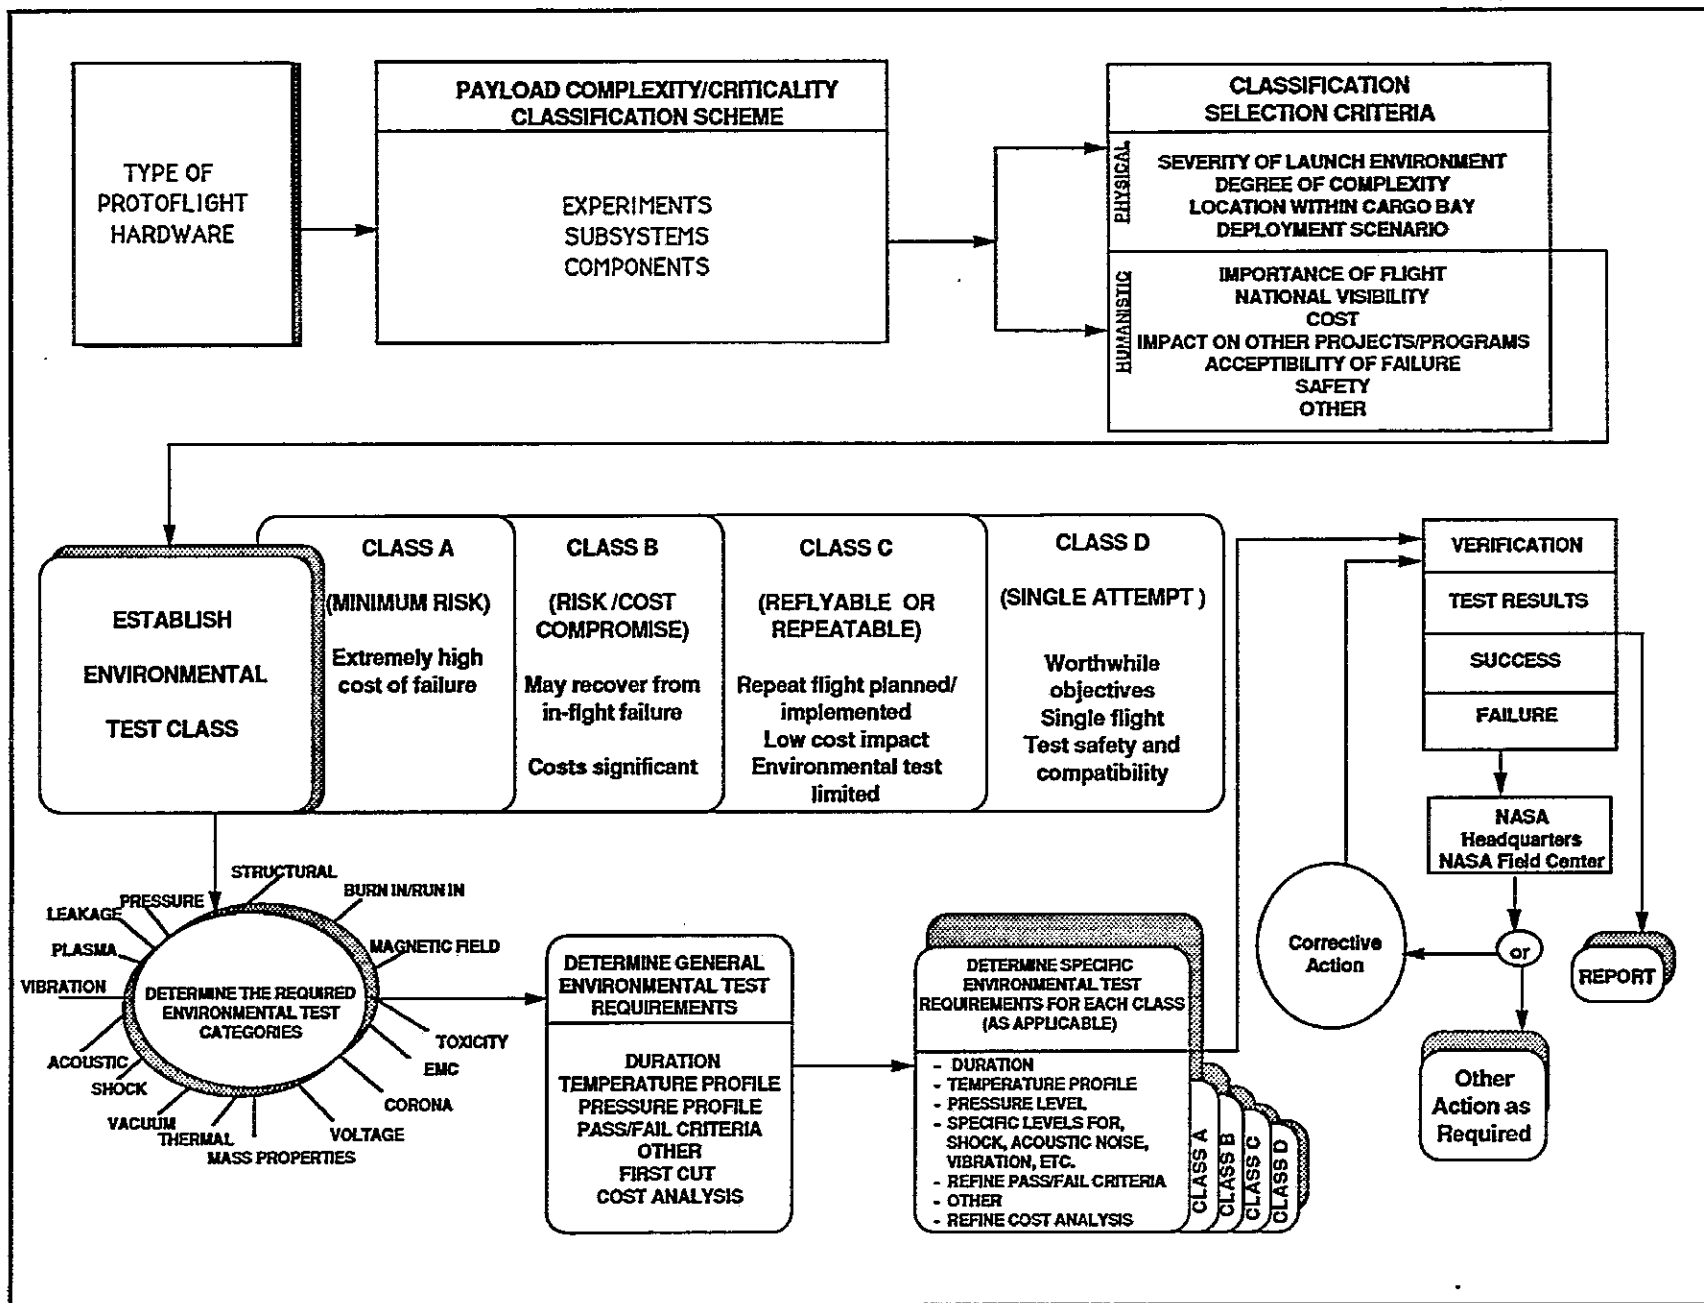 TYPE OF
PROTOFLIGHT
HARDWARE
PAYLOAD COMPLEXITY/CRITICALITY
CLASSIFICATION SCHEME
EXPERIMENTS
SUBSYSTEMS
COMPONENTS
CLASSIFICATION
SELECTION CRITERIA
PHYSICAL
SEVERITY OF LAUNCH ENVIRONMENT
DEGREE OF COMPLEXITY
LOCATION WITHIN CARGO BAY
DEPLOYMENT SCENARIO
HUMANISTIC
IMPORTANCE OF FLIGHT
NATIONAL VISIBILITY
COST
IMPACT ON OTHER PROJECTS/PROGRAMS
ACCEPTIBILITY OF FAILURE
SAFETY
OTHER
ESTABLISH
ENVIRONMENTAL
TEST CLASS
CLASS A
(MINIMUM RISK)
Extremely high
cost of failure
CLASS B
(RISK /COST
COMPROMISE)
May recover from
in-flght failure
Costs significant
CLASS C
(REFLYABLE OR
REPEATABLE)
Repeat flight planned/
implemented
Low cost impact
Environmental test
limited
CLASS D
(SINGLE ATTEMPT )
Worthwhile
objectives
Single flight
Test safety and
compatibility
VERIFICATION
TEST RESULTS
SUCCESS
FAILURE
NASA
Headquarters
NASA Field Center
or
Corrective
Action
REPORT
Other
Action as
Required
STRUCTURAL
BURN IN/RUN IN
PRESSURE
LEAKAGE
PLASMA
MAGNETIC FIELD
VIBRATION
DETERMINE THE REQUIRED
ENVIRONMENTAL TEST
CATEGORIES
TOXICITY
ACOUSTIC
EMC
SHOCK
CORONA
VACUUM
THERMAL
VOLTAGE
MASS PROPERTIES
DETERMINE GENERAL
ENVIRONMENTAL TEST
REQUIREMENTS
DURATION
TEMPERATURE PROFILE
PRESSURE PROFILE
PASS/FAIL CRITERIA
OTHER
FIRST CUT
COST ANALYSIS
DETERMINE SPECIFIC
ENVIRONMENTAL TEST
REQUIREMENTS FOR EACH CLASS
(AS APPLICABLE)
- DURATION
- TEMPERATURE PROFILE
- PRESSURE LEVEL
- SPECIFIC LEVELS FOR,
SHOCK, ACOUSTIC NOISE,
VIBRATION, ETC.
- REFINE PASS/FAIL CRITERIA
- OTHER
- REFINE COST ANALYSIS
CLASS A
CLASS B
CLASS C
CLASS D